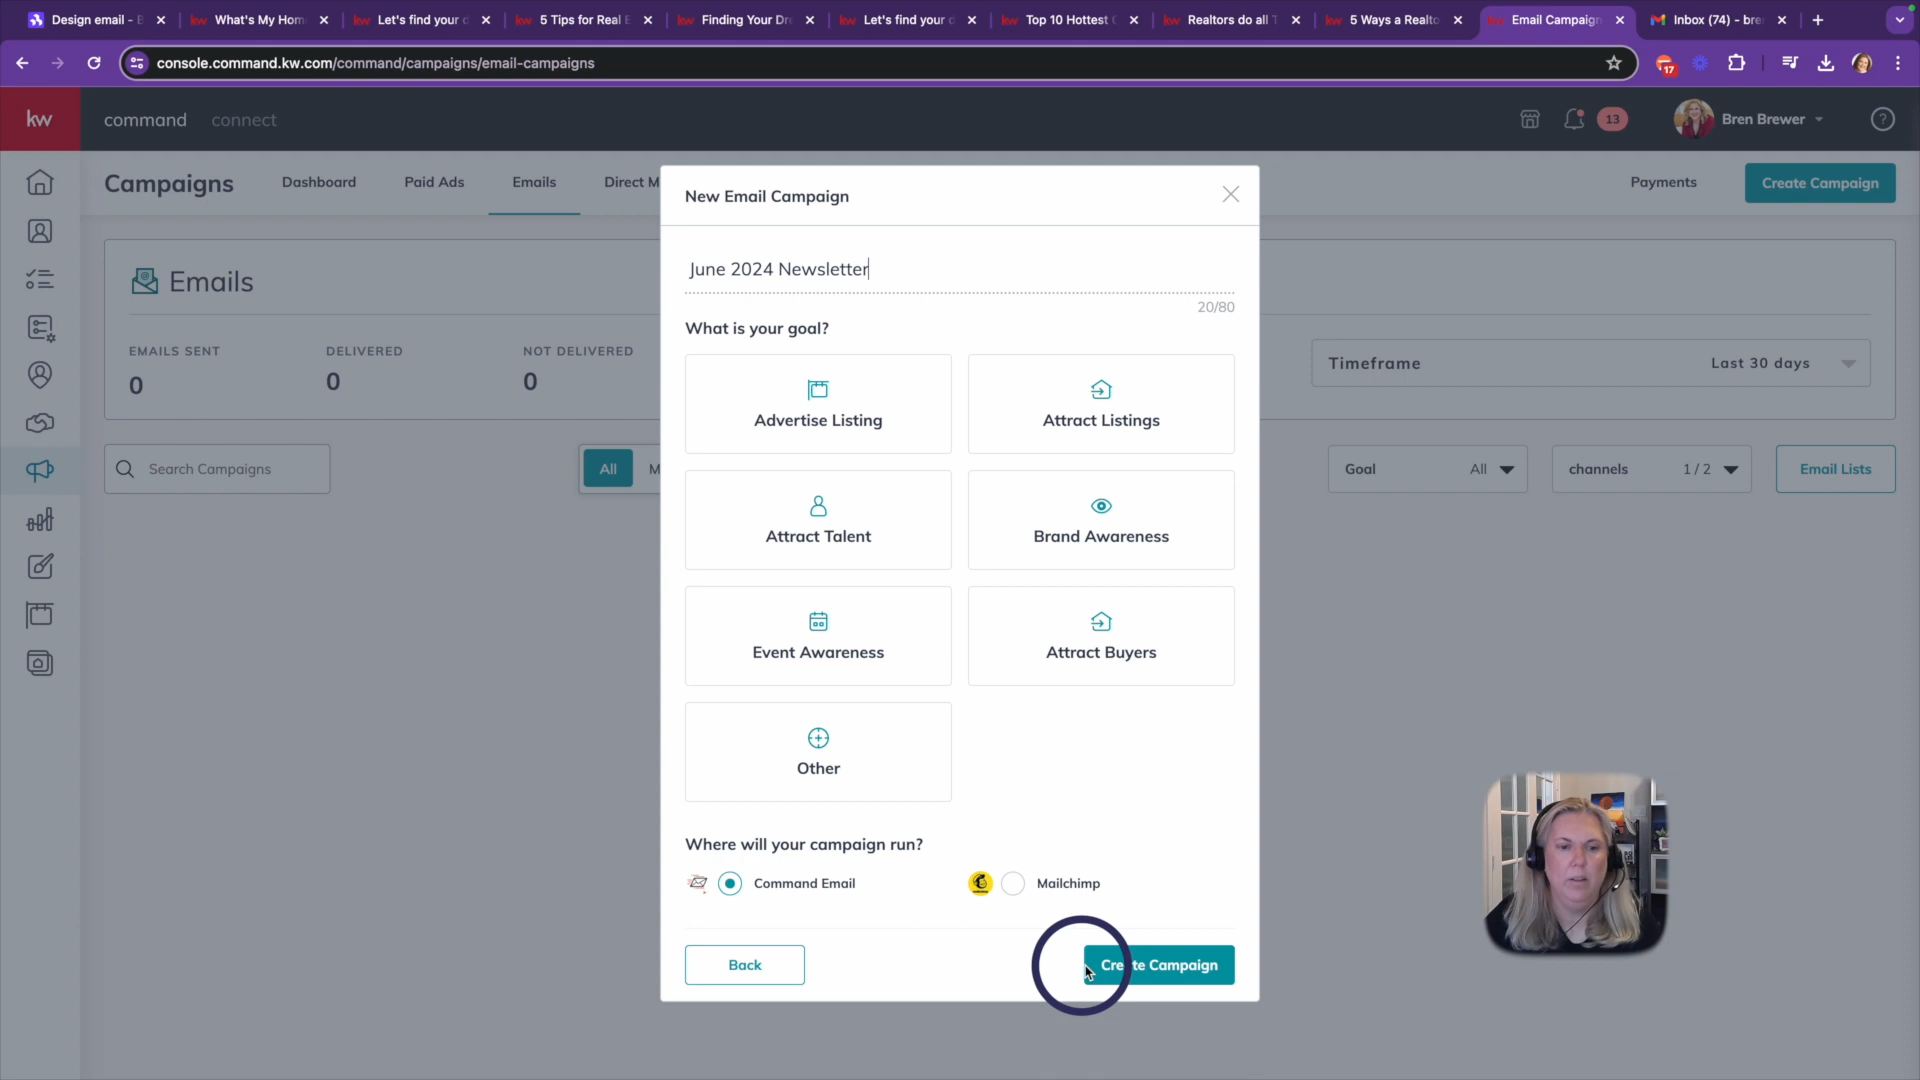 Design email - B
What's My Hom
Let's find your d
5 Tips for Real E
Finding Your Dre
Let's find your d
Top 10 Hottest C
Realtors do all T
5 Ways a Realto
Email Campaign
Inbox (74) - bre
console.command.kw.com/command/campaigns/email-campaigns
17
kw
command
connect
13
Bren Brewer
Campaigns
Dashboard
Paid Ads
Emails
Direct M
Payments
Create Campaign
New Email Campaign
June 2024 Newsletter
20/80
What is your goal?
Advertise Listing
Attract Listings
Attract Talent
Brand Awareness
Event Awareness
Attract Buyers
Other
Where will your campaign run?
Command Email
Mailchimp
Back
Create Campaign
Emails
EMAILS SENT
DELIVERED
NOT DELIVERED
0
0
0
Timeframe
Last 30 days
Search Campaigns
All
M
Goal
All
channels
1 / 2
Email Lists